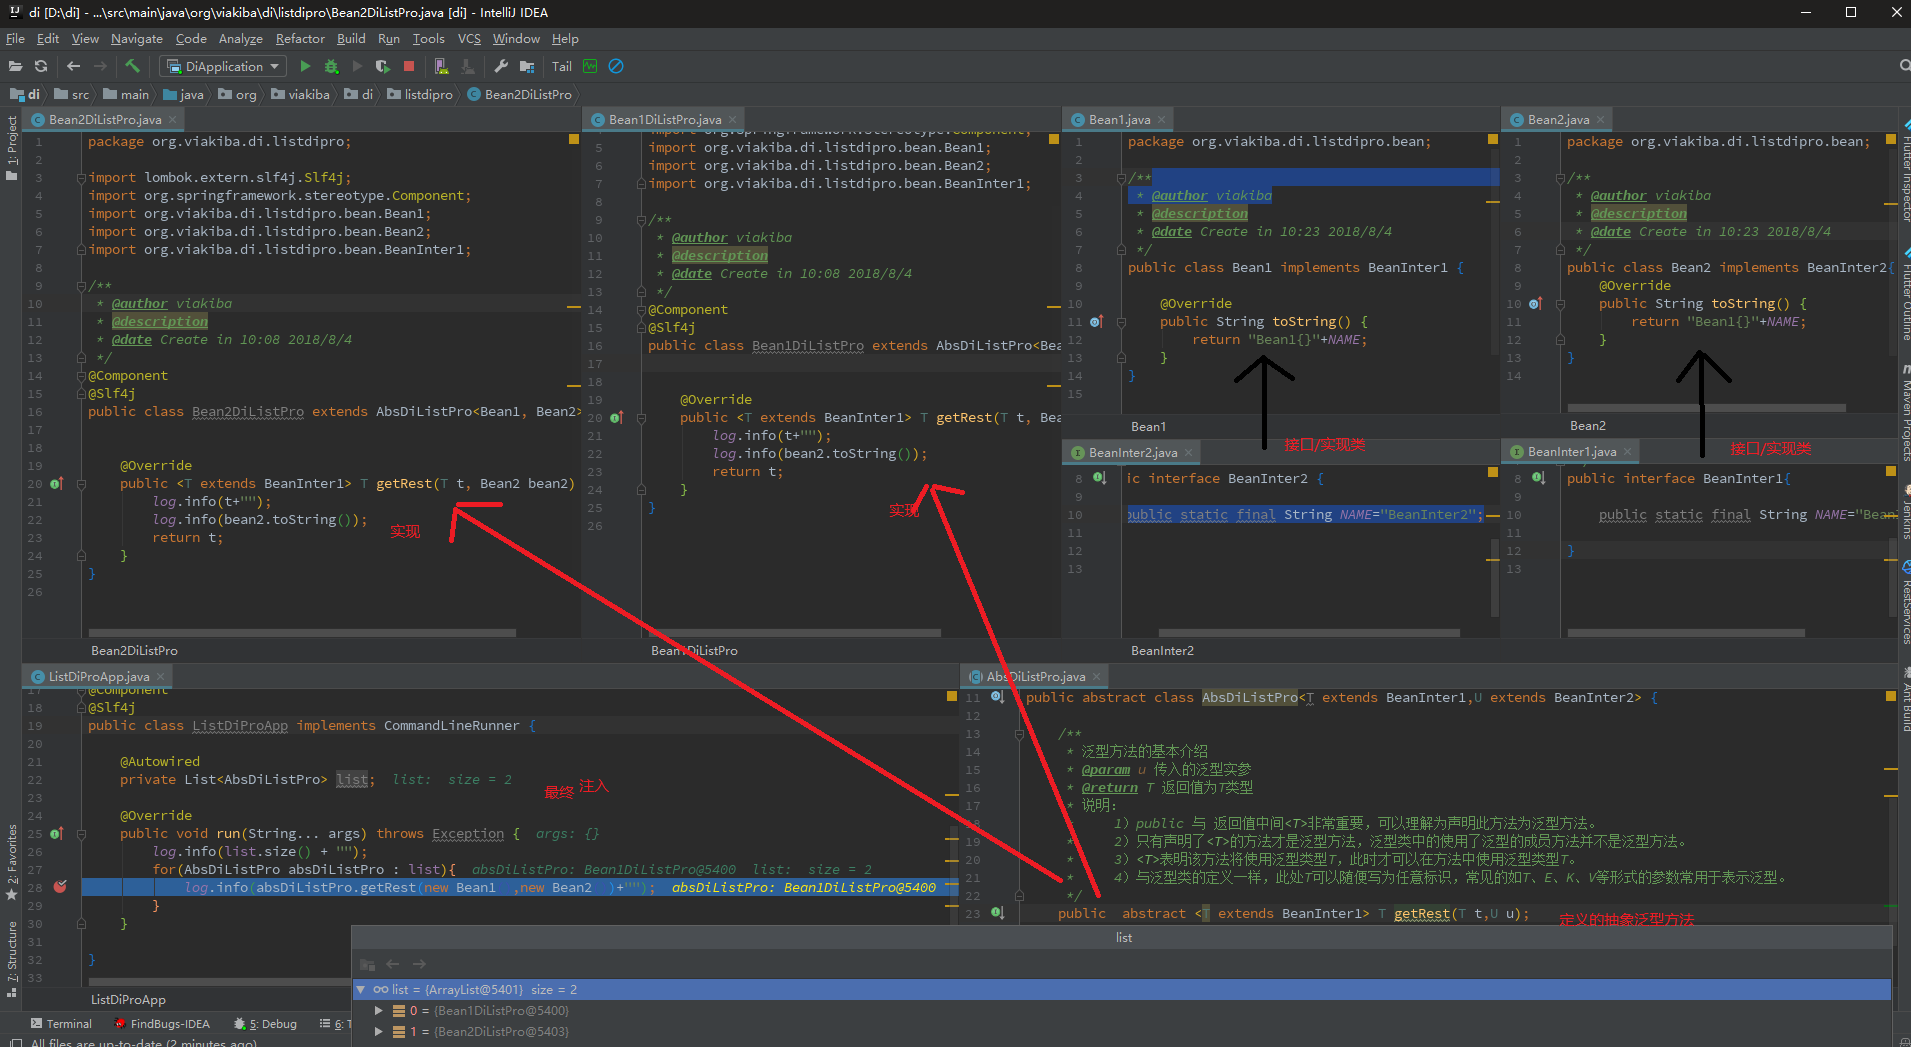 di [D:\di] - ...\src\main\java\org\viakiba\di\listdipro\Bean2DiListPro.java [di] - IntelliJ IDEA
File Edit View Navigate Code Analyze Refactor Build Run Tools VCS Window Help
DiApplication Tail
di src main java org viakiba di listdipro Bean2DiListPro
1: Project
2: Favorites
7: Structure
Bean2DiListPro.java
1 package org.viakiba.di.listdipro;
2
3 import lombok.extern.slf4j.Slf4j;
4 import org.springframework.stereotype.Component;
5 import org.viakiba.di.listdipro.bean.Bean1;
6 import org.viakiba.di.listdipro.bean.Bean2;
7 import org.viakiba.di.listdipro.bean.BeanInter1;
8
9 /**
10 * @author viakiba
11 * @description
12 * @date Create in 10:08 2018/8/4
13 */
14 @Component
15 @Slf4j
16 public class Bean2DiListPro extends AbsDiListPro<Bean1, Bean2>
17
18
19 @Override
20 public <T extends BeanInter1> T getRest(T t, Bean2 bean2)
21 log.info(t+"");
22 log.info(bean2.toString());
23 return t;
24 }
25 }
26
实现
Bean2DiListPro
Bean1DiListPro.java
import org.springframework.stereotype.Component;
5 import org.viakiba.di.listdipro.bean.Bean1;
6 import org.viakiba.di.listdipro.bean.Bean2;
7 import org.viakiba.di.listdipro.bean.BeanInter1;
8
9 /**
10 * @author viakiba
11 * @description
12 * @date Create in 10:08 2018/8/4
13 */
14 @Component
15 @Slf4j
16 public class Bean1DiListPro extends AbsDiListPro<Bea
17
18
19 @Override
20 public <T extends BeanInter1> T getRest(T t, Bea
21 log.info(t+"");
22 log.info(bean2.toString());
23 return t;
24 }
25 }
26
实现
Bean1DiListPro
Bean1.java
1 package org.viakiba.di.listdipro.bean;
2
3 /**
4 * @author viakiba
5 * @description
6 * @date Create in 10:23 2018/8/4
7 */
8 public class Bean1 implements BeanInter1 {
9
10 @Override
11 public String toString() {
12 return "Bean1{}"+NAME;
13 }
14 }
15
Bean1
Bean2.java
1 package org.viakiba.di.listdipro.bean;
2
3 /**
4 * @author viakiba
5 * @description
6 * @date Create in 10:23 2018/8/4
7 */
8 public class Bean2 implements BeanInter2{
9 @Override
10 public String toString() {
11 return "Bean1{}"+NAME;
12 }
13 }
14
Bean2
接口/实现类
接口/实现类
BeanInter2.java
8 ic interface BeanInter2 {
9
10 public static final String NAME="BeanInter2";
11
12
13
BeanInter2
BeanInter1.java
8 public interface BeanInter1{
9
10 public static final String NAME="Bean
11
12 }
13
Flutter Inspector
Flutter Outline
Maven Projects
Jenkins
RestServices
Ant Build
ListDiProApp.java
17 @Component
18 @Slf4j
19 public class ListDiProApp implements CommandLineRunner {
20
21 @Autowired
22 private List<AbsDiListPro> list; list: size = 2
23
24 @Override
25 public void run(String... args) throws Exception { args: {}
26 log.info(list.size() + "");
27 for(AbsDiListPro absDiListPro : list){ absDiListPro: Bean1DiListPro@5400 list: size = 2
28 log.info(absDiListPro.getRest(new Bean1 ,new Bean2 )+""); absDiListPro: Bean1DiListPro@5400
29 }
30 }
31
32 }
33
最终 注入
ListDiProApp
AbsDiListPro.java
11 public abstract class AbsDiListPro<T extends BeanInter1,U extends BeanInter2> {
12
13 /**
14 * 泛型方法的基本介绍
15 * @param u 传入的泛型实参
16 * @return T 返回值为T类型
17 * 说明:
18 * 1) public 与 返回值中间<T>非常重要，可以理解为声明此方法为泛型方法。
19 * 2) 只有声明了<T>的方法才是泛型方法，泛型类中的使用了泛型的成员方法并不是泛型方法。
20 * 3) <T>表明该方法将使用泛型类型T，此时才可以在方法中使用泛型类型T。
21 * 4) 与泛型类的定义一样，此处T可以随便写为任意标识，常见的如T、E、K、V等形式的参数常用于表示泛型。
22 */
23 public abstract <T extends BeanInter1> T getRest(T t,U u);
定义的抽象泛型方法
list
list = {ArrayList@5401} size = 2
0 = {Bean1DiListPro@5400}
1 = {Bean2DiListPro@5403}
Terminal FindBugs-IDEA 5: Debug 6: T
All files are up-to-date (2 minutes ago)